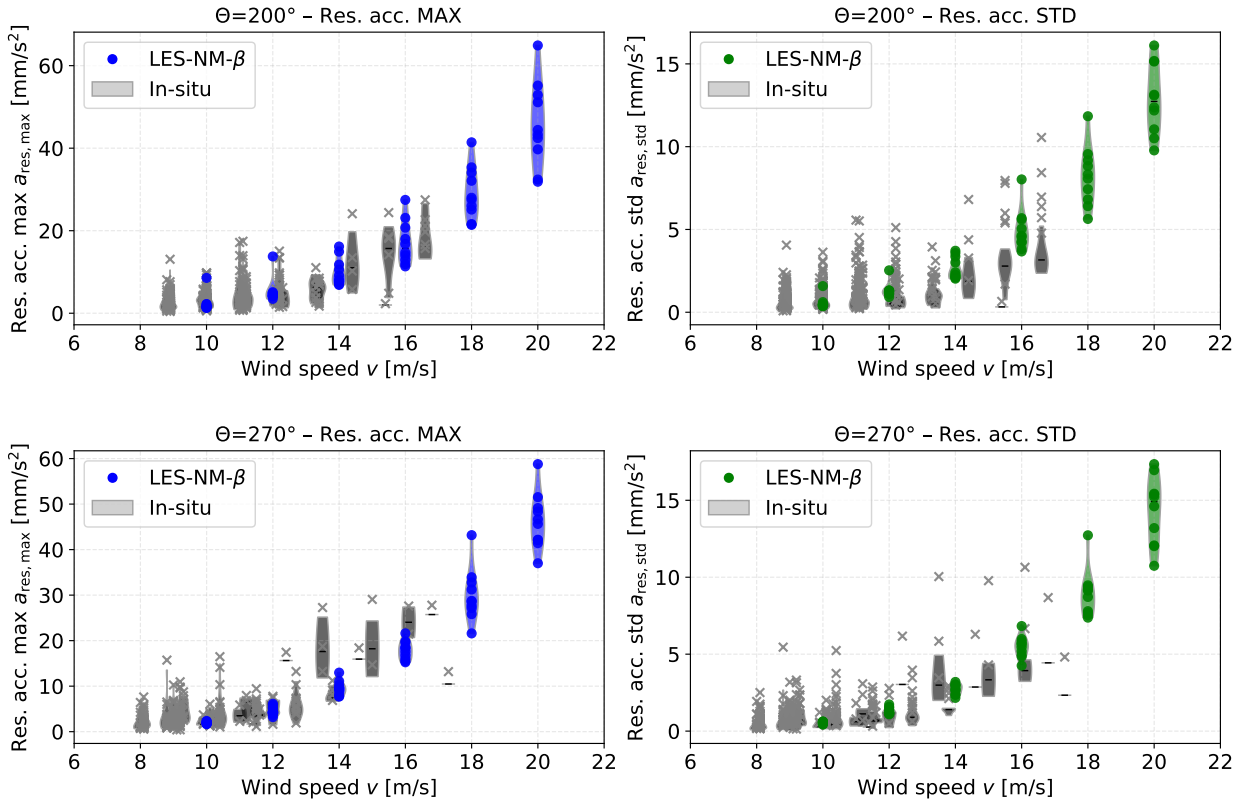 Θ=200° – Res. acc. MAX
Res. acc. max a_res,max [mm/s²]
60
40
20
0
LES-NM-β
In-situ
6 8 10 12 14 16 18 20 22
Wind speed v [m/s]
Θ=200° – Res. acc. STD
Res. acc. std a_res,std [mm/s²]
15
10
5
0
LES-NM-β
In-situ
6 8 10 12 14 16 18 20 22
Wind speed v [m/s]
Θ=270° – Res. acc. MAX
Res. acc. max a_res,max [mm/s²]
60
50
40
30
20
10
0
LES-NM-β
In-situ
6 8 10 12 14 16 18 20 22
Wind speed v [m/s]
Θ=270° – Res. acc. STD
Res. acc. std a_res,std [mm/s²]
15
10
5
0
LES-NM-β
In-situ
6 8 10 12 14 16 18 20 22
Wind speed v [m/s]